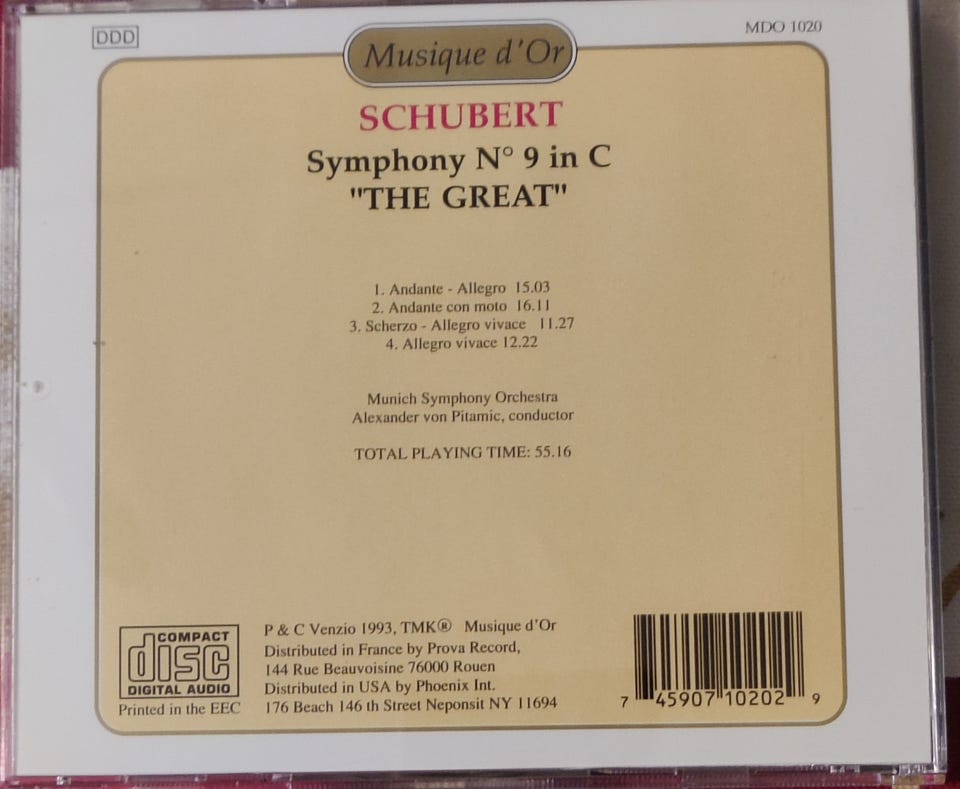 DDD
MDO 1020
Musique d'Or
SCHUBERT
Symphony N° 9 in C
"THE GREAT"
1. Andante - Allegro 15.03
2. Andante con moto 16.11
3. Scherzo - Allegro vivace 11.27
4. Allegro vivace 12.22
Munich Symphony Orchestra
Alexander von Pitamic, conductor
TOTAL PLAYING TIME: 55.16
COMPACT
disc
DIGITAL AUDIO
Printed in the EEC
P & C Venzio 1993, TMK® Musique d'Or
Distributed in France by Prova Record,
144 Rue Beauvoisine 76000 Rouen
Distributed in USA by Phoenix Int.
176 Beach 146 th Street Neponsit NY 11694
7 45907 10202 9